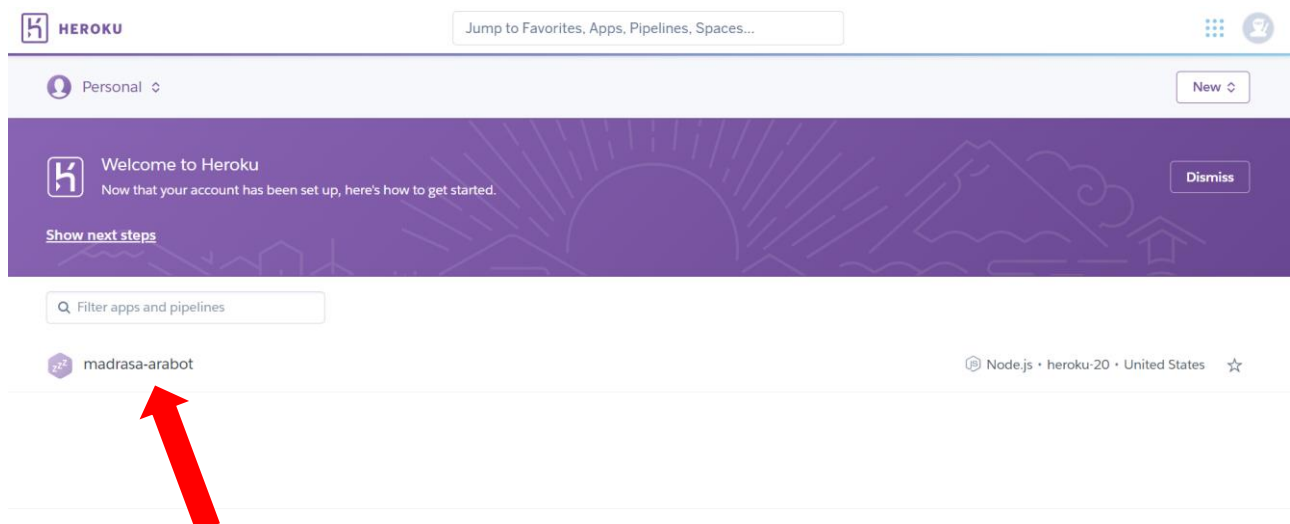 HEROKU
Jump to Favorites, Apps, Pipelines, Spaces...
Personal
New
Welcome to Heroku
Now that your account has been set up, here's how to get started.
Dismiss
Show next steps
Filter apps and pipelines
zzz
madrasa-arabot
JS Node.js • heroku-20 • United States